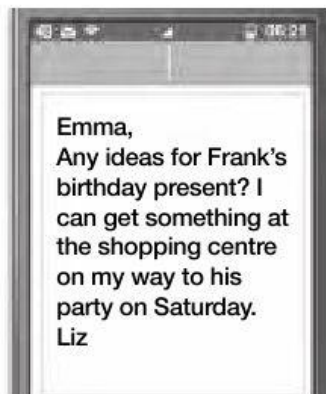 06:21
Emma,
Any ideas for Frank's
birthday present? I
can get something at
the shopping centre
on my way to his
party on Saturday.
Liz